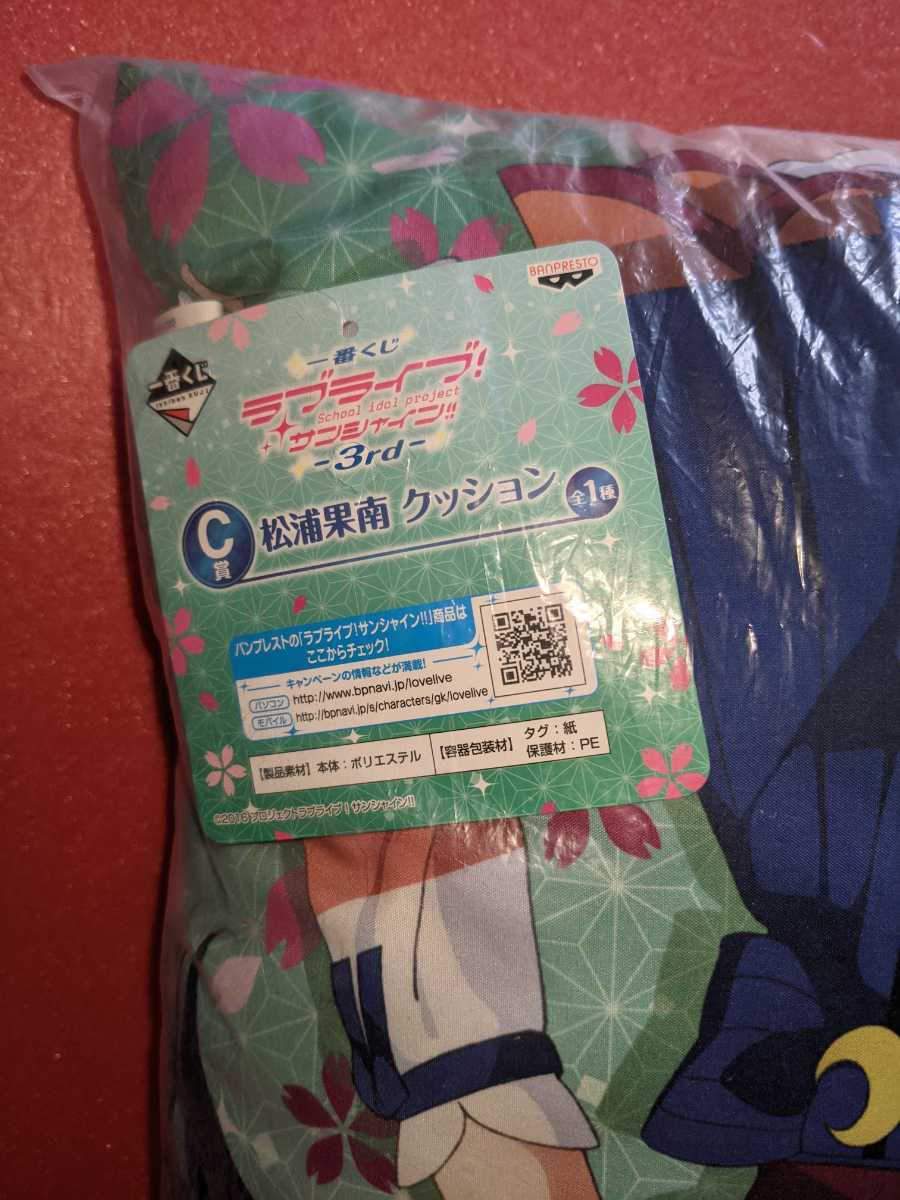 BANPRESTO
一番くじ
ichiban KUJI
一番くじ
ラブライブ!
School idol project
サンシャイン!!
-3rd-
C賞
松浦果南 クッション
全1種
バンプレストの「ラブライブ!サンシャイン!!」商品は
ここからチェック!
キャンペーンの情報などが満載!
パソコン http://www.bpnavi.jp/lovelive
モバイル http://bpnavi.jp/s/characters/gk/lovelive
【製品素材】本体:ポリエステル
【容器包装材】タグ:紙
保護材:PE
©2016 プロジェクトラブライブ!サンシャイン!!